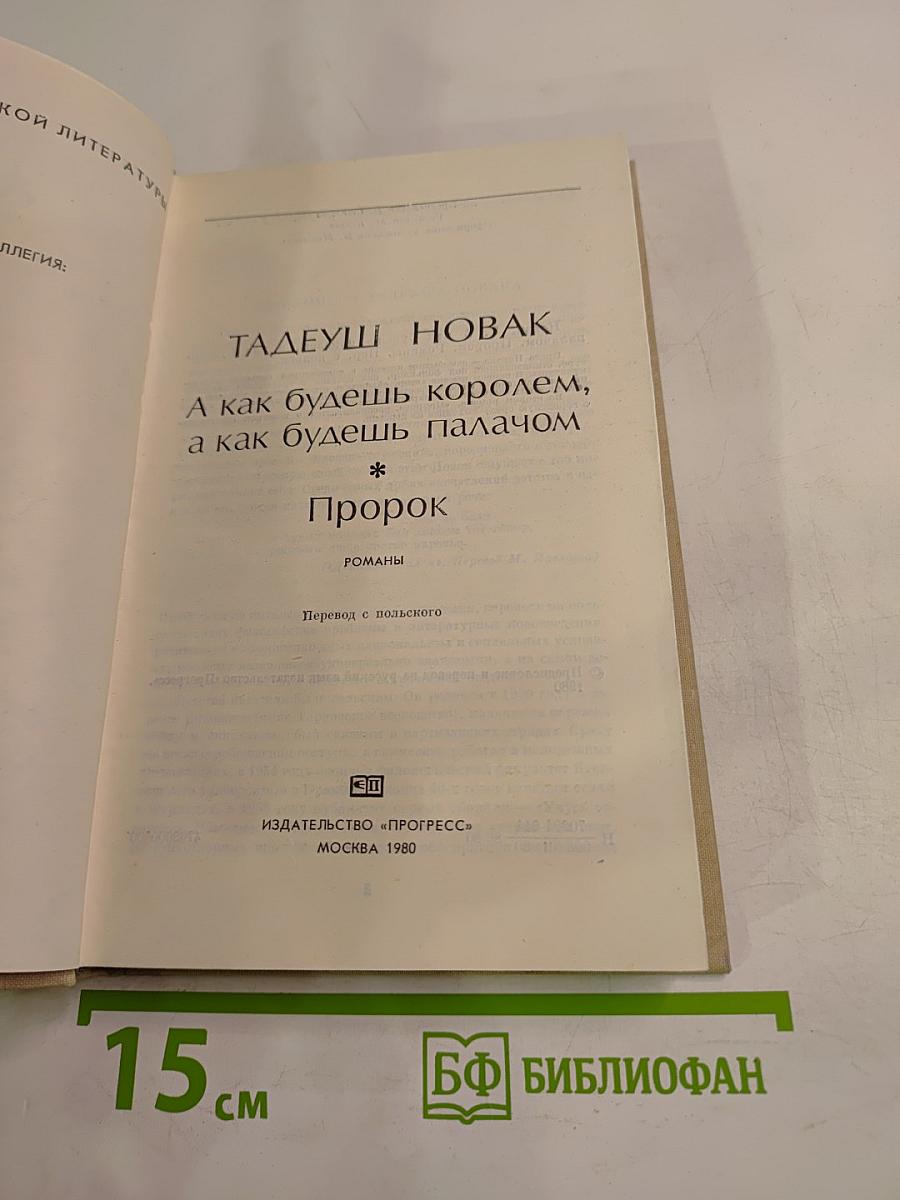 КОЙ ЛИТЕРАТУРЫ
ЛЛЕГИЯ:
ТАДЕУШ НОВАК
А как будешь королем,
а как будешь палачом
*
Пророк
РОМАНЫ
Перевод с польского
ИЗДАТЕЛЬСТВО «ПРОГРЕСС»
МОСКВА 1980
15 см
БФ БИБЛИОФАН